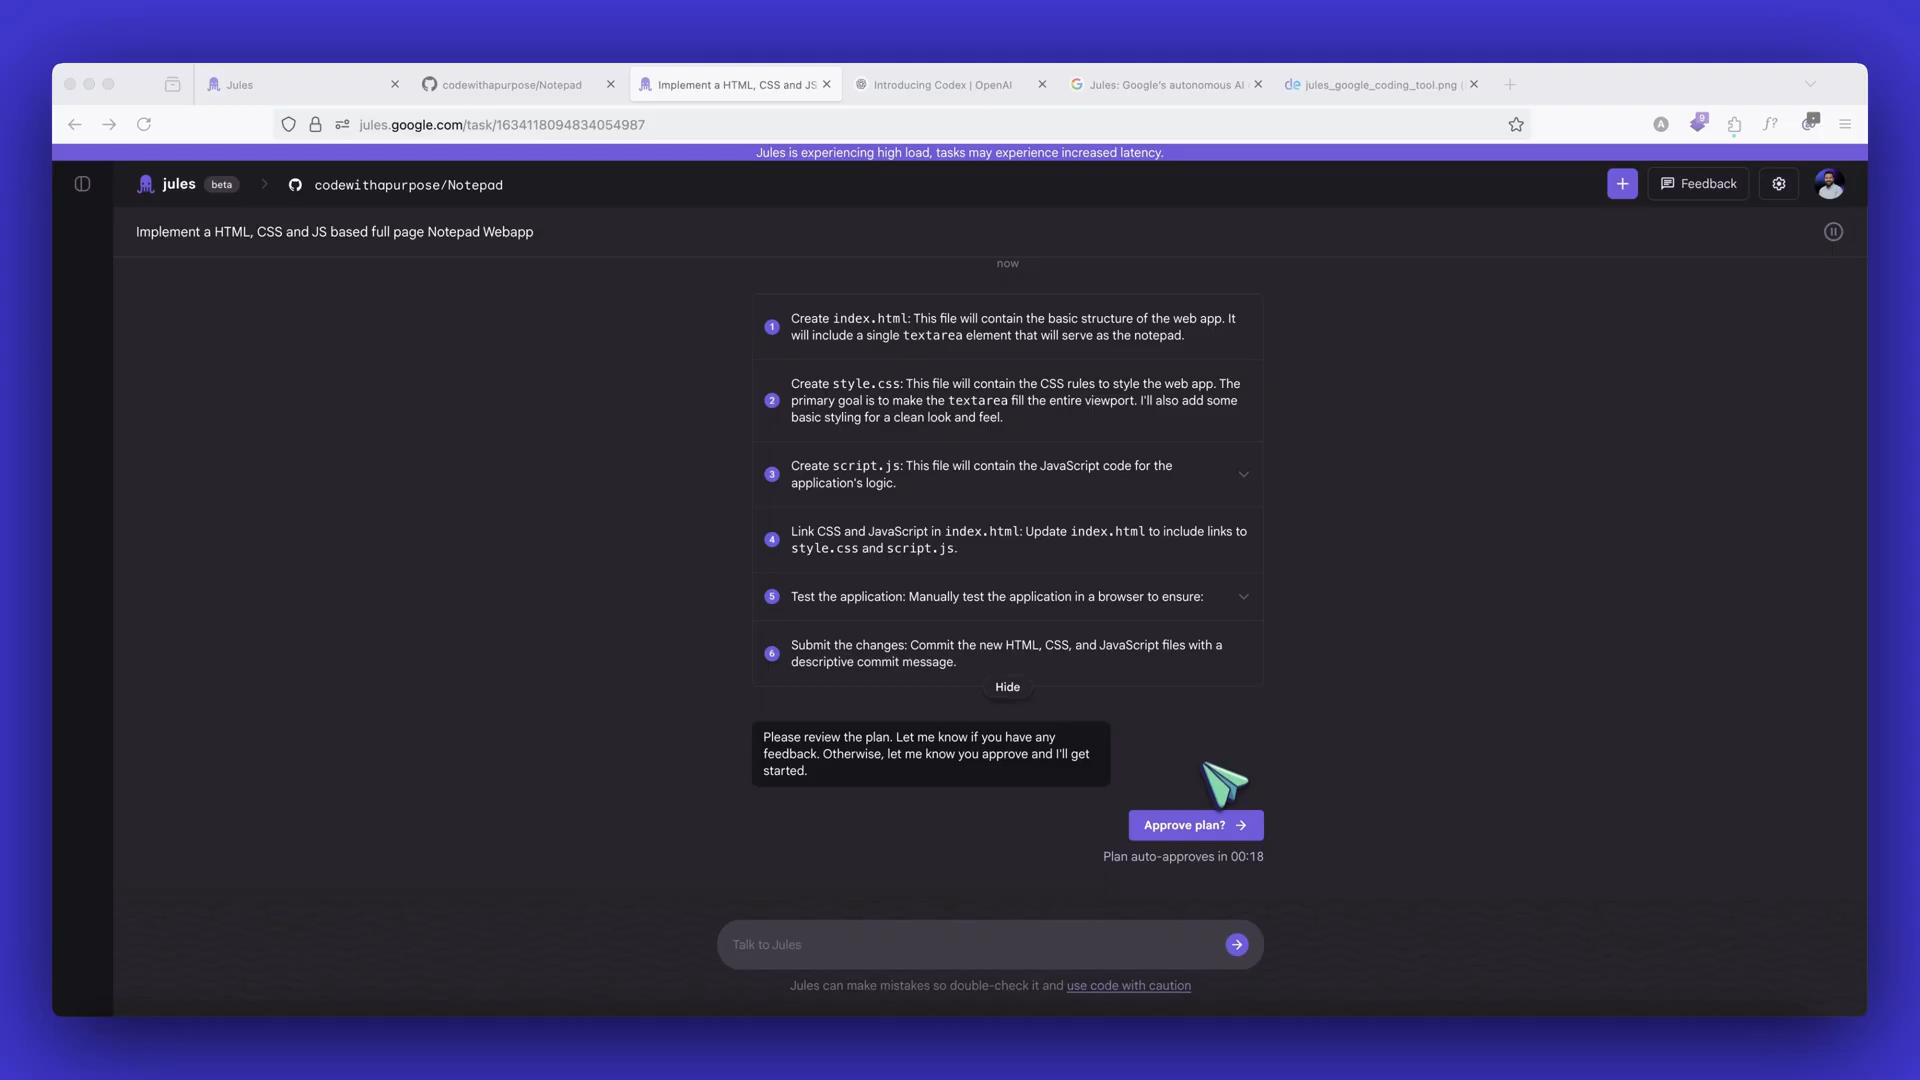 Jules
codewithapurpose/Notepad
Implement a HTML, CSS and JS
Introducing Codex | OpenAI
Jules: Google's autonomous AI
jules_google_coding_tool.png (
jules.google.com/task/1634118094834054987
A
9
f?
Jules is experiencing high load, tasks may experience increased latency.
jules
beta
codewithapurpose/Notepad
Feedback
Implement a HTML, CSS and JS based full page Notepad Webapp
now
1
Create index.html: This file will contain the basic structure of the web app. It
will include a single textarea element that will serve as the notepad.
2
Create style.css: This file will contain the CSS rules to style the web app. The
primary goal is to make the textarea fill the entire viewport. I'll also add some
basic styling for a clean look and feel.
3
Create script.js: This file will contain the JavaScript code for the
application's logic.
4
Link CSS and JavaScript in index.html: Update index.html to include links to
style.css and script.js.
5
Test the application: Manually test the application in a browser to ensure:
6
Submit the changes: Commit the new HTML, CSS, and JavaScript files with a
descriptive commit message.
Hide
Please review the plan. Let me know if you have any
feedback. Otherwise, let me know you approve and I'll get
started.
Approve plan?
Plan auto-approves in 00:18
Talk to Jules
Jules can make mistakes so double-check it and use code with caution